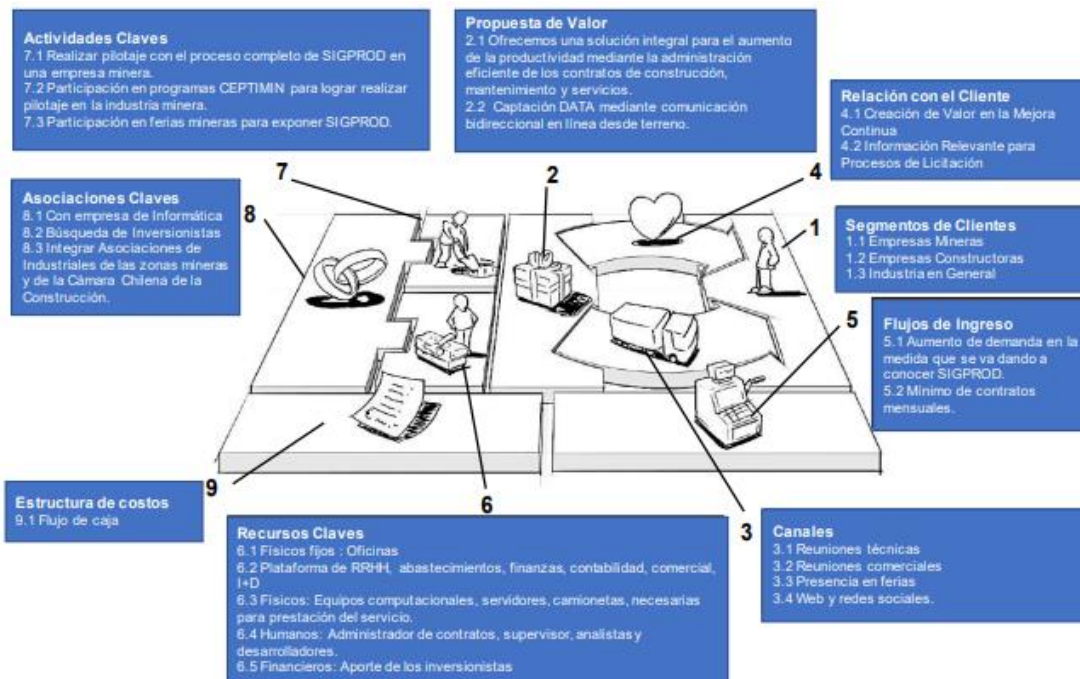 Actividades Claves
7.1 Realizar pilotaje con el proceso completo de SIGPROD en
una empresa minera.
7.2 Participación en programas CEPTIMIN para lograr realizar
pilotaje en la industria minera.
7.3 Participación en ferias mineras para exponer SIGPROD.
Propuesta de Valor
2.1 Ofrecemos una solución integral para el aumento
de la productividad mediante la administración
eficiente de los contratos de construcción,
mantenimiento y servicios.
2.2 Captación DATA mediante comunicación
bidireccional en línea desde terreno.
Relación con el Cliente
4.1 Creación de Valor en la Mejora
Continua
4.2 Información Relevante para
Procesos de Licitación
7
2
4
Asociaciones Claves
8.1 Con empresa de Informática
8.2 Búsqueda de Inversionistas
8.3 Integrar Asociaciones de
Industriales de las zonas mineras
y de la Cámara Chilena de la
Construcción.
8
1
Segmentos de Clientes
1.1 Empresas Mineras
1.2 Empresas Constructoras
1.3 Industria en General
5
Flujos de Ingreso
5.1 Aumento de demanda en la
medida que se va dando a
conocer SIGPROD.
5.2 Mínimo de contratos
mensuales.
9
6
3
Estructura de costos
9.1 Flujo de caja
Recursos Claves
6.1 Físicos fijos : Oficinas
6.2 Plataforma de RRHH, abastecimientos, finanzas, contabilidad, comercial,
I+D
6.3 Físicos: Equipos computacionales, servidores, camionetas, necesarias
para prestación del servicio.
6.4 Humanos: Administrador de contratos, supervisor, analistas y
desarrolladores.
6.5 Financieros: Aporte de los inversionistas
Canales
3.1 Reuniones técnicas
3.2 Reuniones comerciales
3.3 Presencia en ferias
3.4 Web y redes sociales.